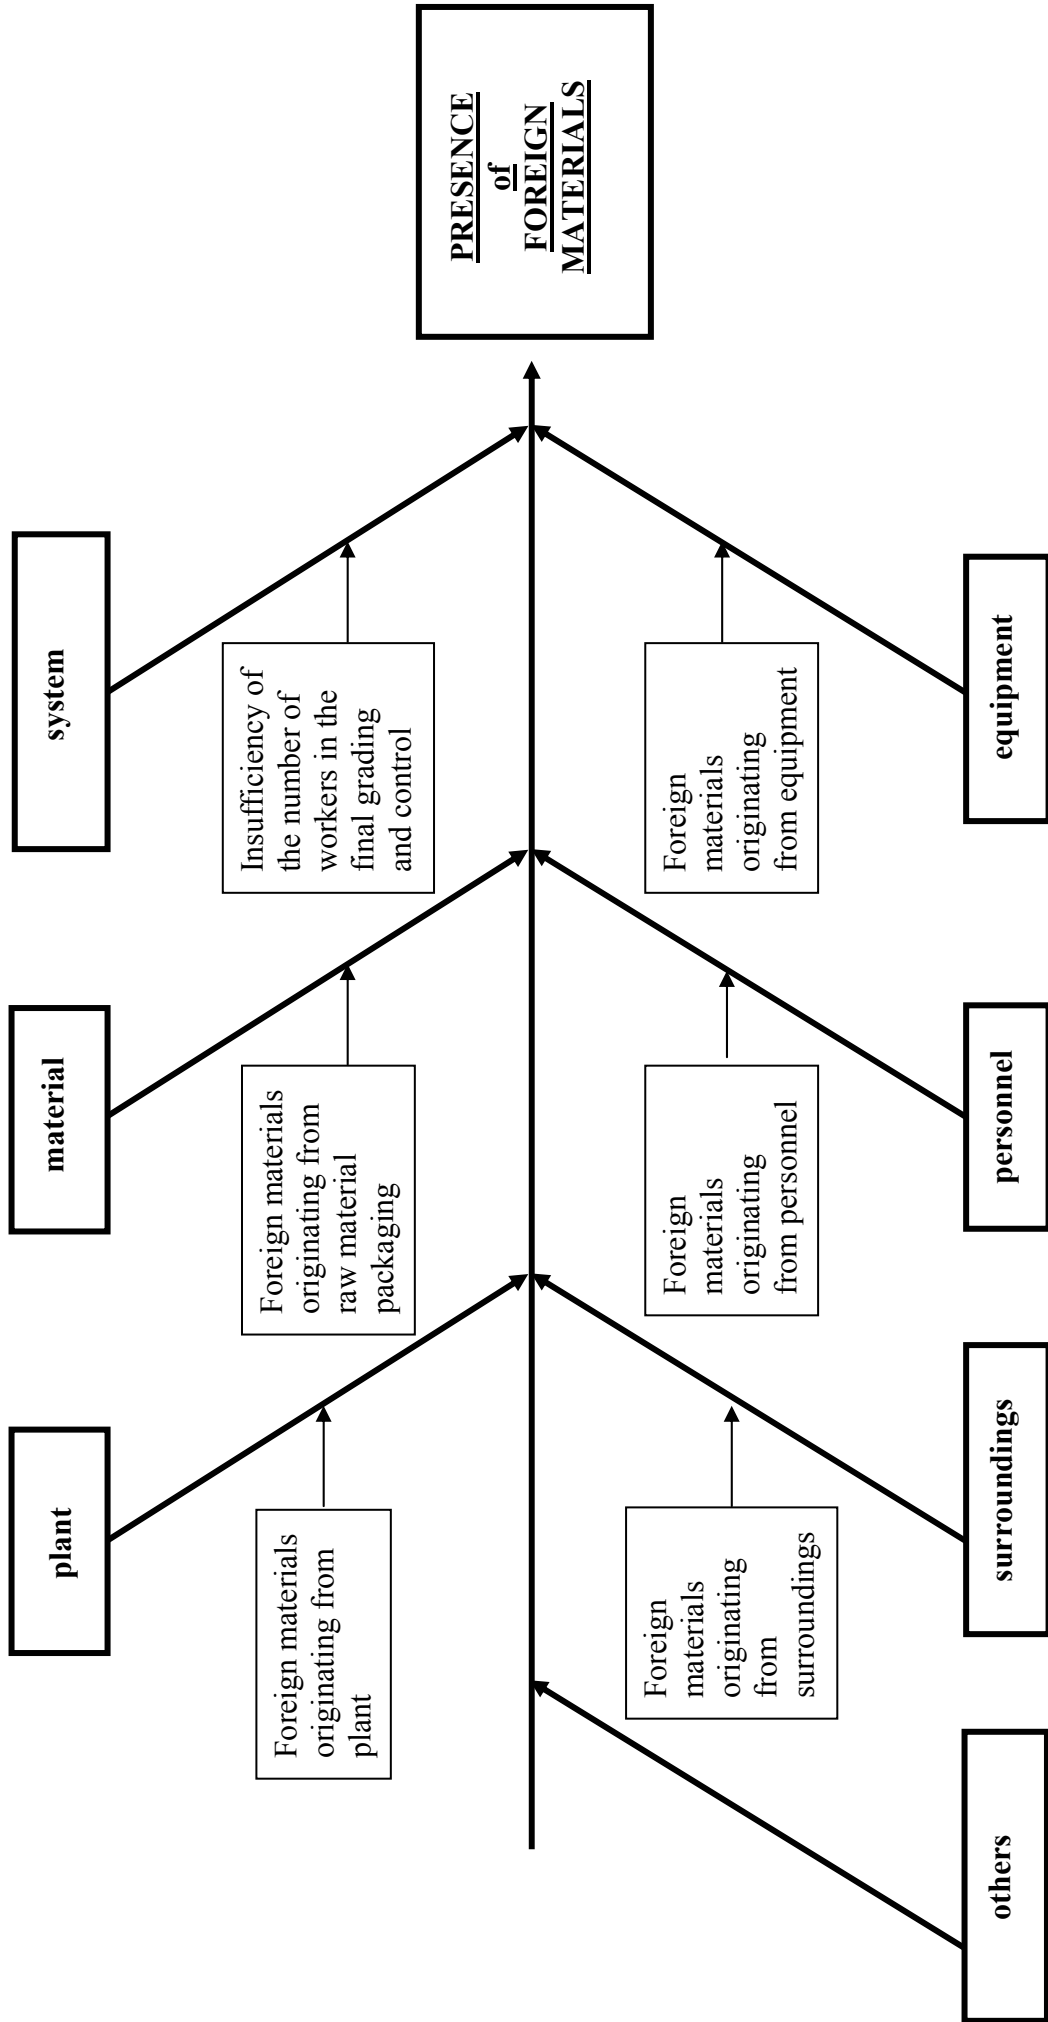 plant
material
system
Foreign materials
originating from
plant
Foreign materials
originating from
raw material
packaging
Insufficiency of
the number of
workers in the
final grading
and control
PRESENCE
of
FOREIGN
MATERIALS
Foreign
materials
originating
from
surroundings
Foreign
materials
originating
from personnel
Foreign
materials
originating
from equipment
others
surroundings
personnel
equipment